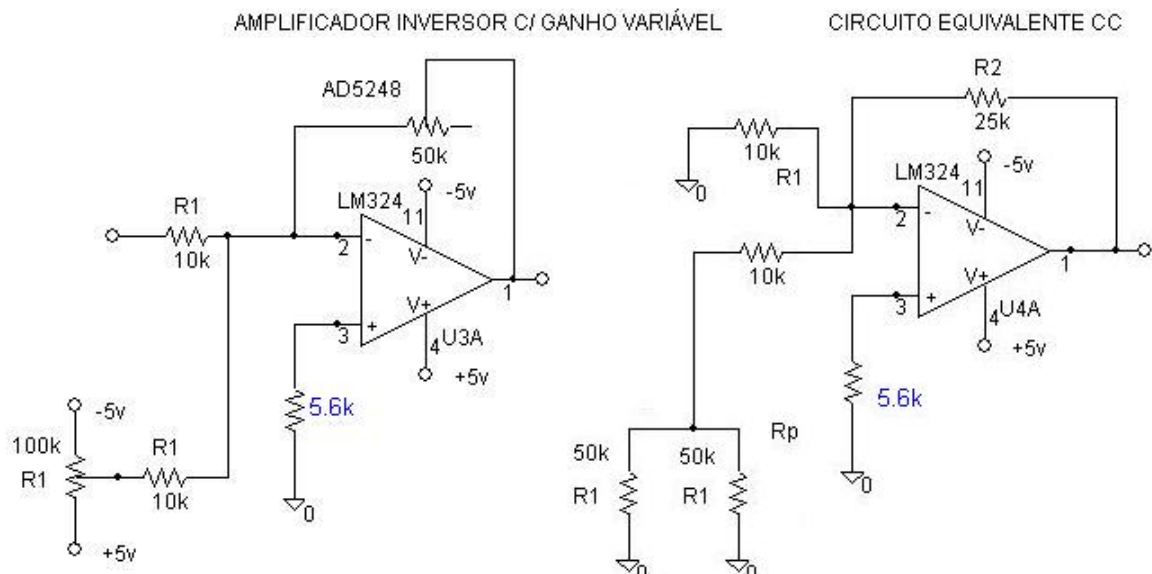 AMPLIFICADOR INVERSOR C/ GANHO VARIÁVEL
AD5248
50k
LM324
11
-5v
R1
10k
2
-
V-
V+
1
3
+
4
U3A
+5v
5.6k
0
-5v
100k
R1
R1
10k
+5v
CIRCUITO EQUIVALENTE CC
R2
25k
10k
R1
0
LM324
11
-5v
2
-
V-
10k
V+
1
3
+
4
U4A
+5v
5.6k
0
Rp
50k
50k
R1
R1
0
0